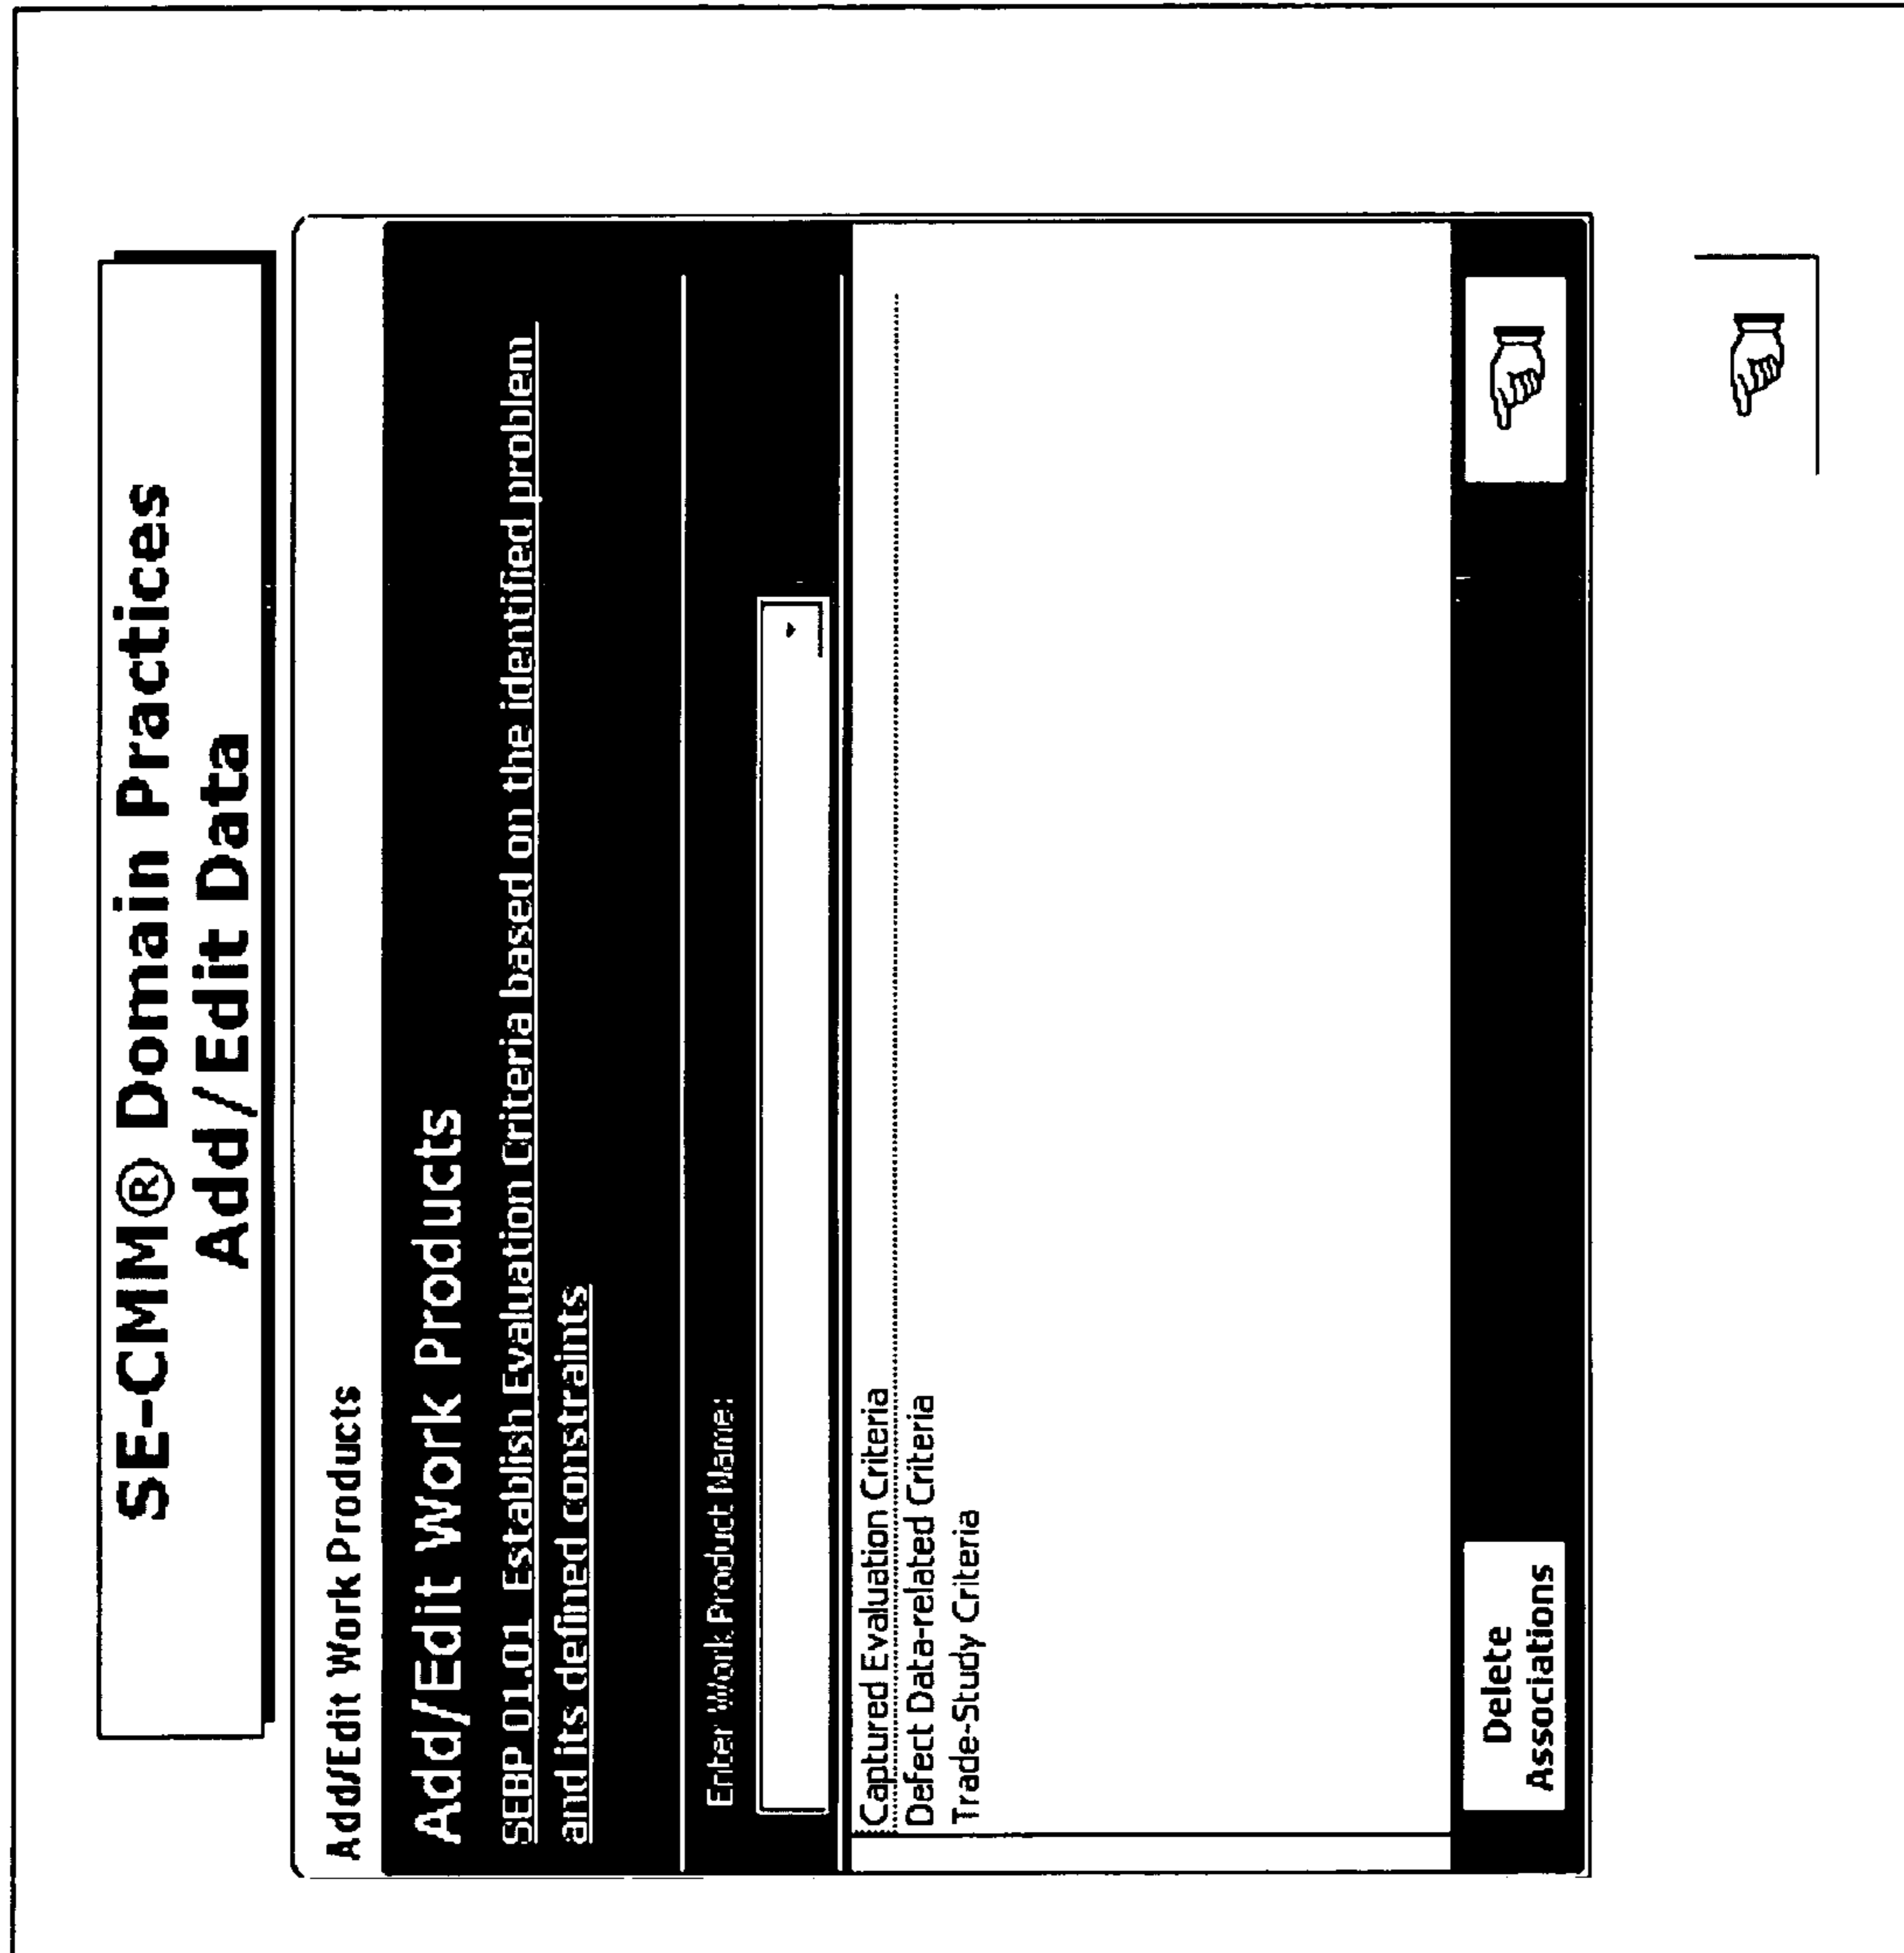 SE-CMM® Domain Practices
Add/Edit Data
Add/Edit Work Products
Add/Edit Work Products
SEBP 01.01 Establish Evaluation Criteria based on the identified problem
and its defined constraints
Enter Work Product Name:
Captured Evaluation Criteria
Defect Data-related Criteria
Trade-Study Criteria
Delete
Associations